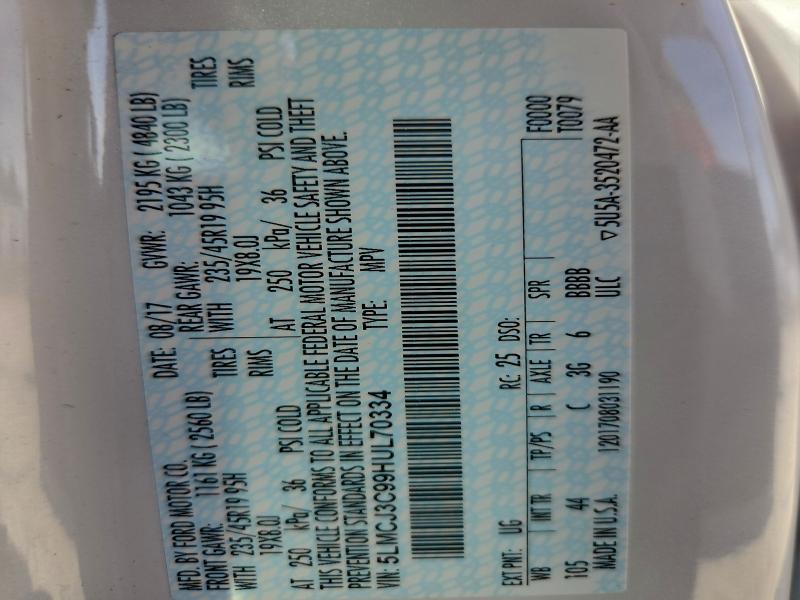 MFD. BY FORD MOTOR CO.
DATE: 08/17 GVWR: 2195 KG ( 4840 LB)
FRONT GAWR: 1161 KG ( 2560 LB) REAR GAWR: 1043 KG ( 2300 LB)
WITH 235/45R19 95H TIRES WITH 235/45R19 95H TIRES
19X8.0J RIMS 19X8.0J RIMS
AT 250 kPa/ 36 PSI COLD AT 250 kPa/ 36 PSI COLD
THIS VEHICLE CONFORMS TO ALL APPLICABLE FEDERAL MOTOR VEHICLE SAFETY AND THEFT
PREVENTION STANDARDS IN EFFECT ON THE DATE OF MANUFACTURE SHOWN ABOVE.
VIN: 5LMCJ3C99HUL70334 TYPE: MPV
EXT PNT: UG RC: 25 DSO: F0000
T0079
WB INT TR TP/PS R AXLE TR SPR
105 44 C 3G 6 BBBB
MADE IN U.S.A. 1201708031190 ULC ▽5U5A-3520472-AA